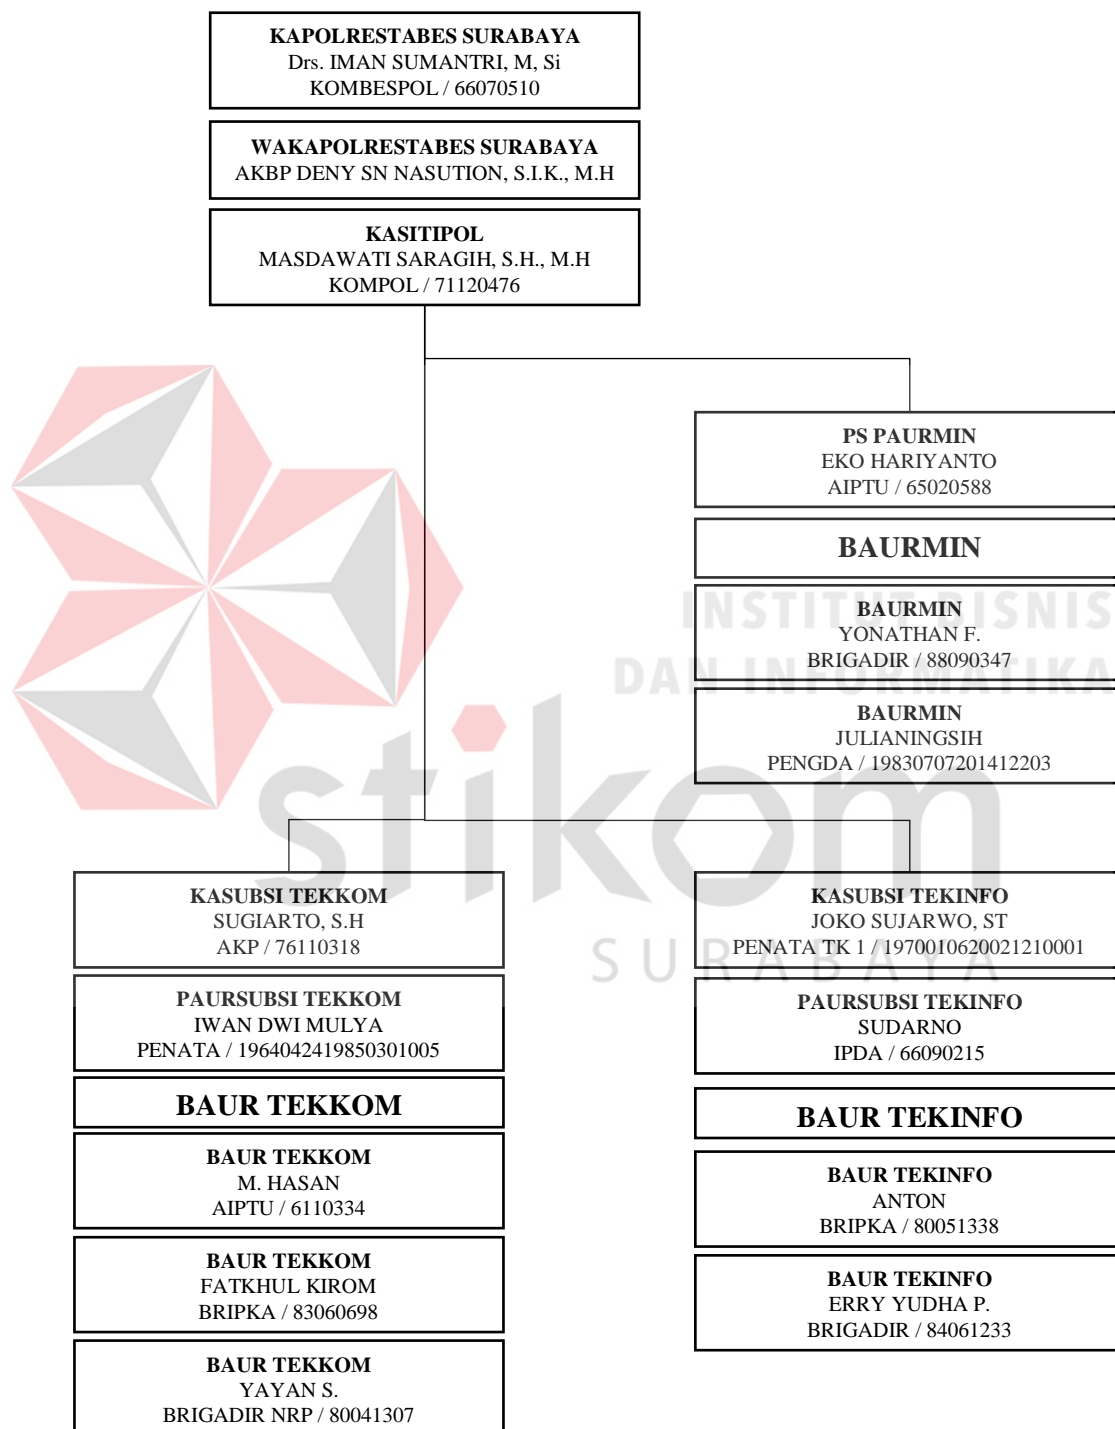 KAPOLRESTABES SURABAYA
Drs. IMAN SUMANTRI, M, Si
KOMBESPOL / 66070510
WAKAPOLRESTABES SURABAYA
AKBP DENY SN NASUTION, S.I.K., M.H
KASITIPOL
MASDAWATI SARAGIH, S.H., M.H
KOMPOL / 71120476
PS PAURMIN
EKO HARIYANTO
AIPTU / 65020588
BAURMIN
BAURMIN
YONATHAN F.
BRIGADIR / 88090347
BAURMIN
JULIANINGSIH
PENGDA / 19830707201412203
INSTITUT BISNIS
DAN INFORMATIKA
stikom
SURABAYA
KASUBSI TEKKOM
SUGIARTO, S.H
AKP / 76110318
PAURSUBSI TEKKOM
IWAN DWI MULYA
PENATA / 1964042419850301005
BAUR TEKKOM
BAUR TEKKOM
M. HASAN
AIPTU / 6110334
BAUR TEKKOM
FATKHUL KIROM
BRIPKA / 83060698
BAUR TEKKOM
YAYAN S.
BRIGADIR NRP / 80041307
KASUBSI TEKINFO
JOKO SUJARWO, ST
PENATA TK 1 / 1970010620021210001
PAURSUBSI TEKINFO
SUDARNO
IPDA / 66090215
BAUR TEKINFO
BAUR TEKINFO
ANTON
BRIPKA / 80051338
BAUR TEKINFO
ERRY YUDHA P.
BRIGADIR / 84061233